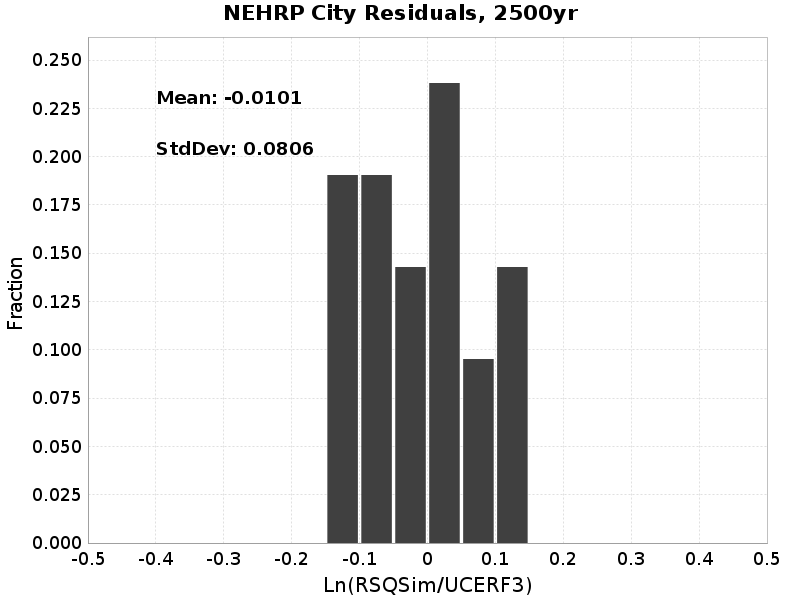 NEHRP City Residuals, 2500yr
0.250
Mean: -0.0101
0.225
StdDev: 0.0806
0.200
0.175
0.150
0.125
0.100
0.075
0.050
0.025
0.000
Fraction
-0.5 -0.4 -0.3 -0.2 -0.1 0 0.1 0.2 0.3 0.4 0.5
Ln(RSQSim/UCERF3)